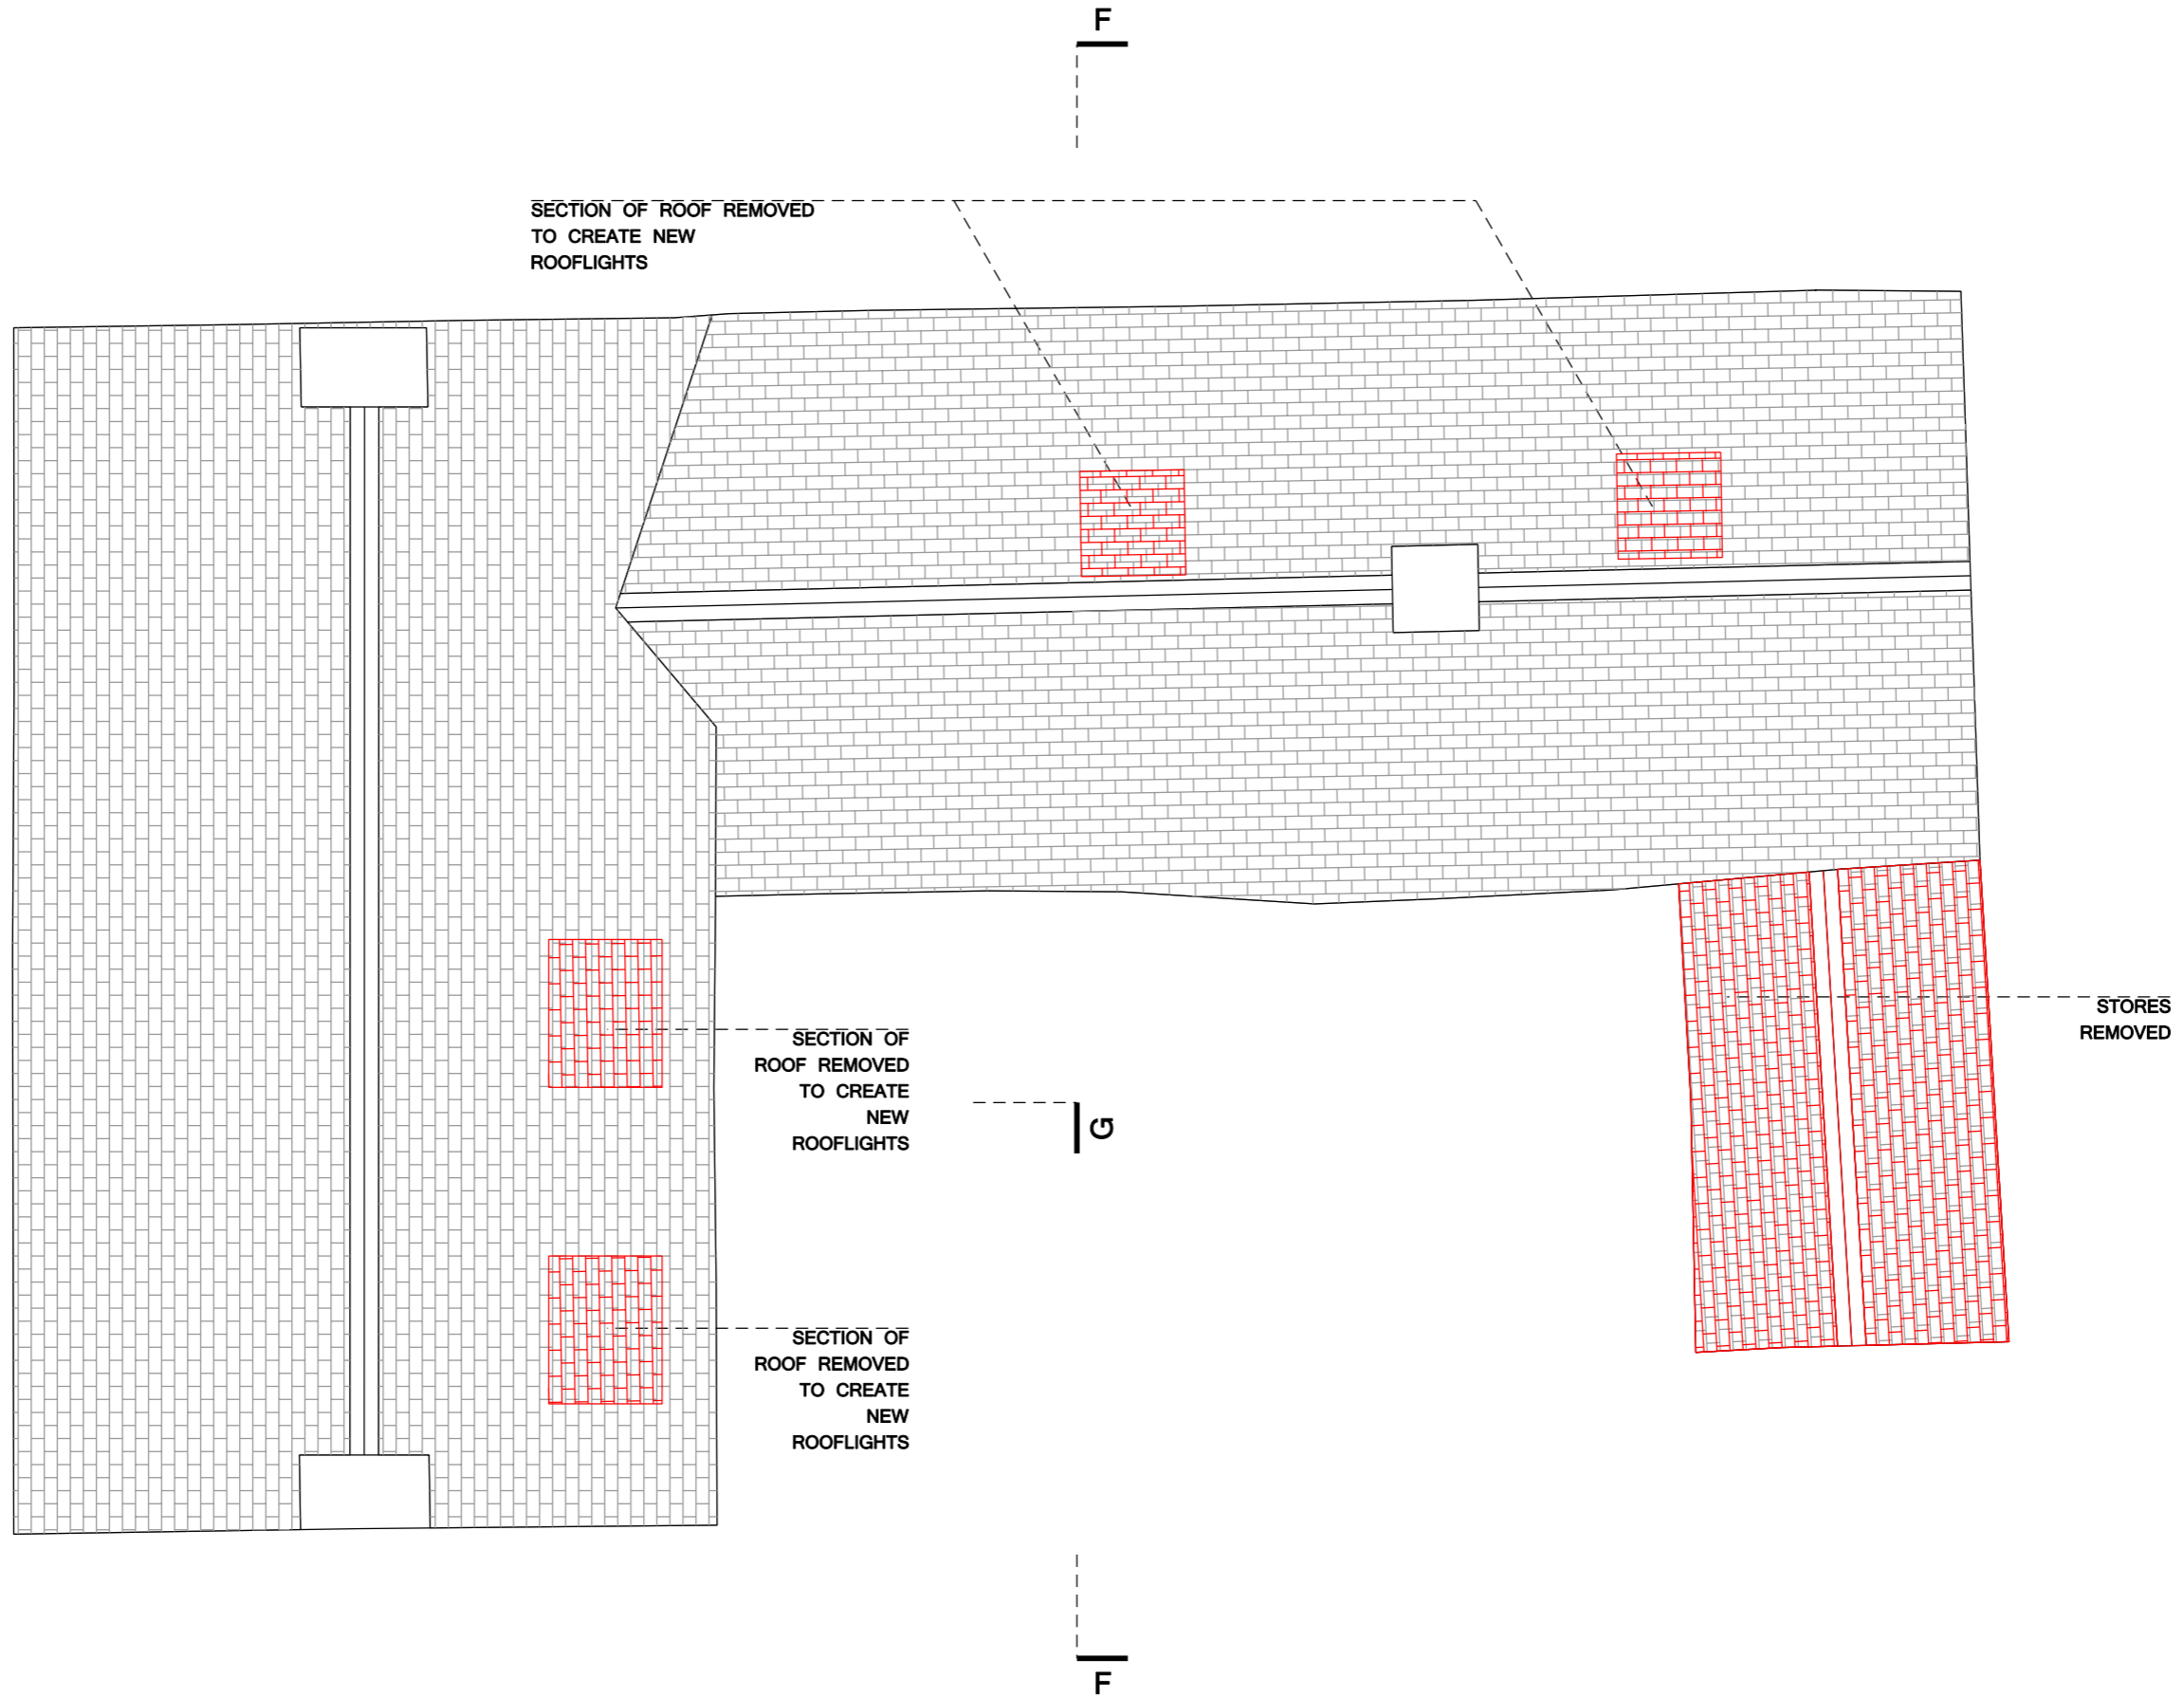 F
SECTION OF ROOF REMOVED
TO CREATE NEW
ROOFLIGHTS
STORES
REMOVED
SECTION OF
ROOF REMOVED
TO CREATE
NEW
ROOFLIGHTS
G
SECTION OF
ROOF REMOVED
TO CREATE
NEW
ROOFLIGHTS
F